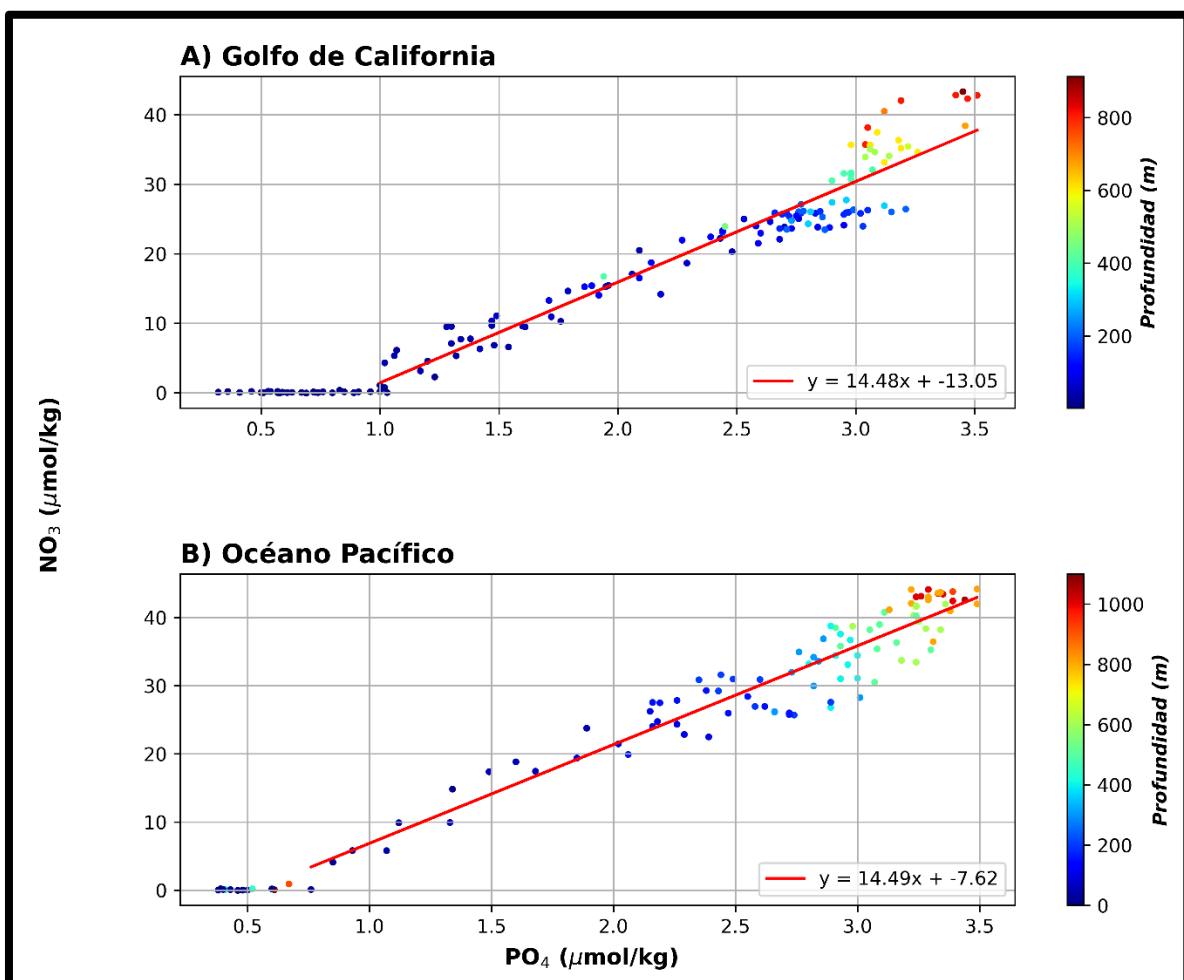 A) Golfo de California
40
30
20
10
0
0.5 1.0 1.5 2.0 2.5 3.0 3.5
y = 14.48x + -13.05
800
600
400
200
Profundidad (m)
NO₃ (μmol/kg)
B) Océano Pacífico
40
30
20
10
0
0.5 1.0 1.5 2.0 2.5 3.0 3.5
y = 14.49x + -7.62
1000
800
600
400
200
0
Profundidad (m)
PO₄ (μmol/kg)